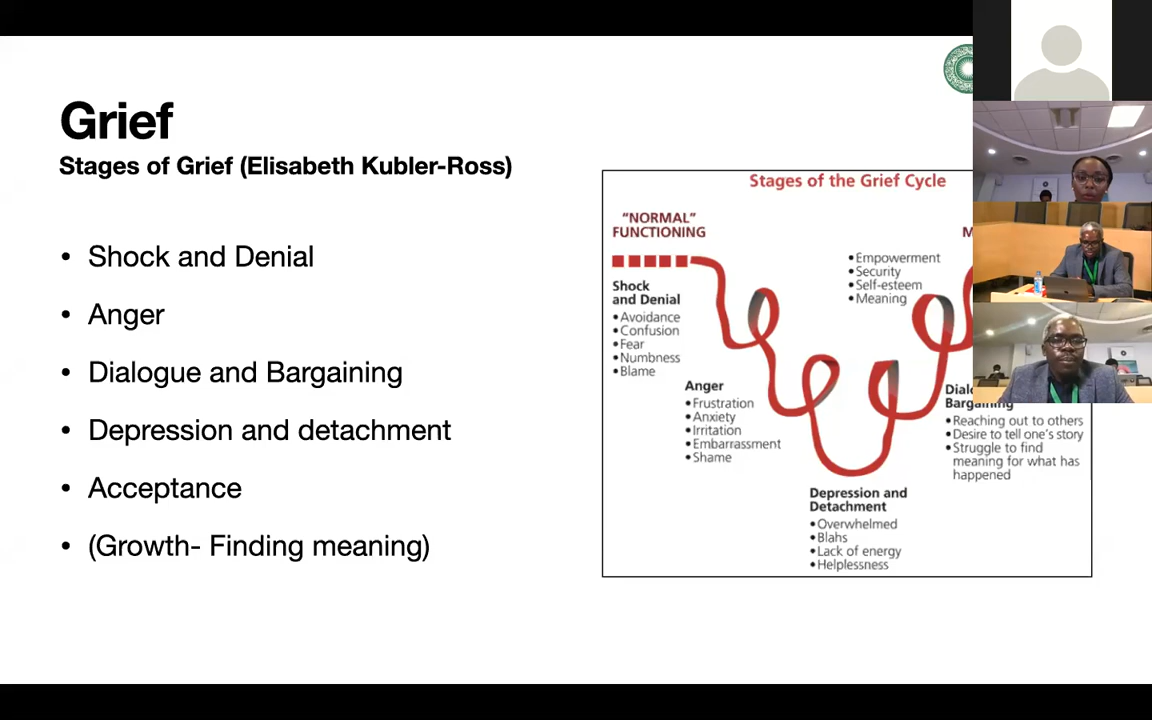 Grief
Stages of Grief (Elisabeth Kubler-Ross)
• Shock and Denial
• Anger
• Dialogue and Bargaining
• Depression and detachment
• Acceptance
• (Growth- Finding meaning)
Stages of the Grief Cycle
"NORMAL"
FUNCTIONING
Shock
and Denial
•Avoidance
•Confusion
•Fear
•Numbness
•Blame
Anger
•Frustration
•Anxiety
•Irritation
•Embarrassment
•Shame
Depression and
Detachment
•Overwhelmed
•Blahs
•Lack of energy
•Helplessness
•Empowerment
•Security
•Self-esteem
•Meaning
M
Dialo
Bargaining
•Reaching out to others
•Desire to tell one's story
•Struggle to find
meaning for what has
happened